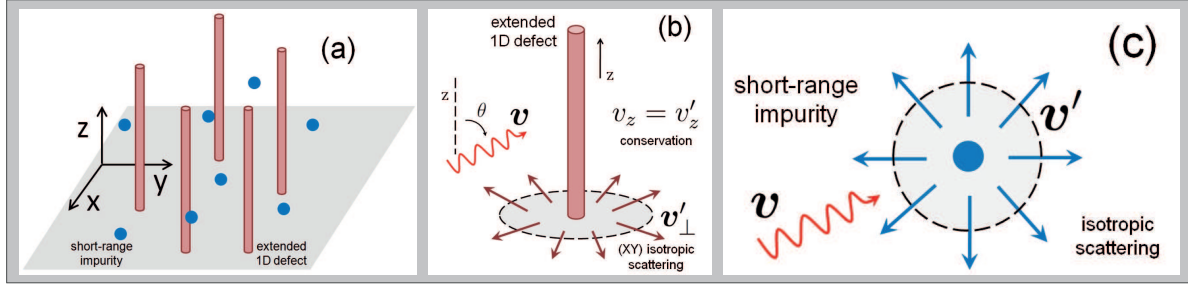 (a)
z
y
x
short-range
impurity
extended
1D defect
(b)
extended
1D defect
z
z
θ
v
v_z = v'_z
conservation
v'_⊥
(XY) isotropic
scattering
(c)
short-range
impurity
v'
v
isotropic
scattering